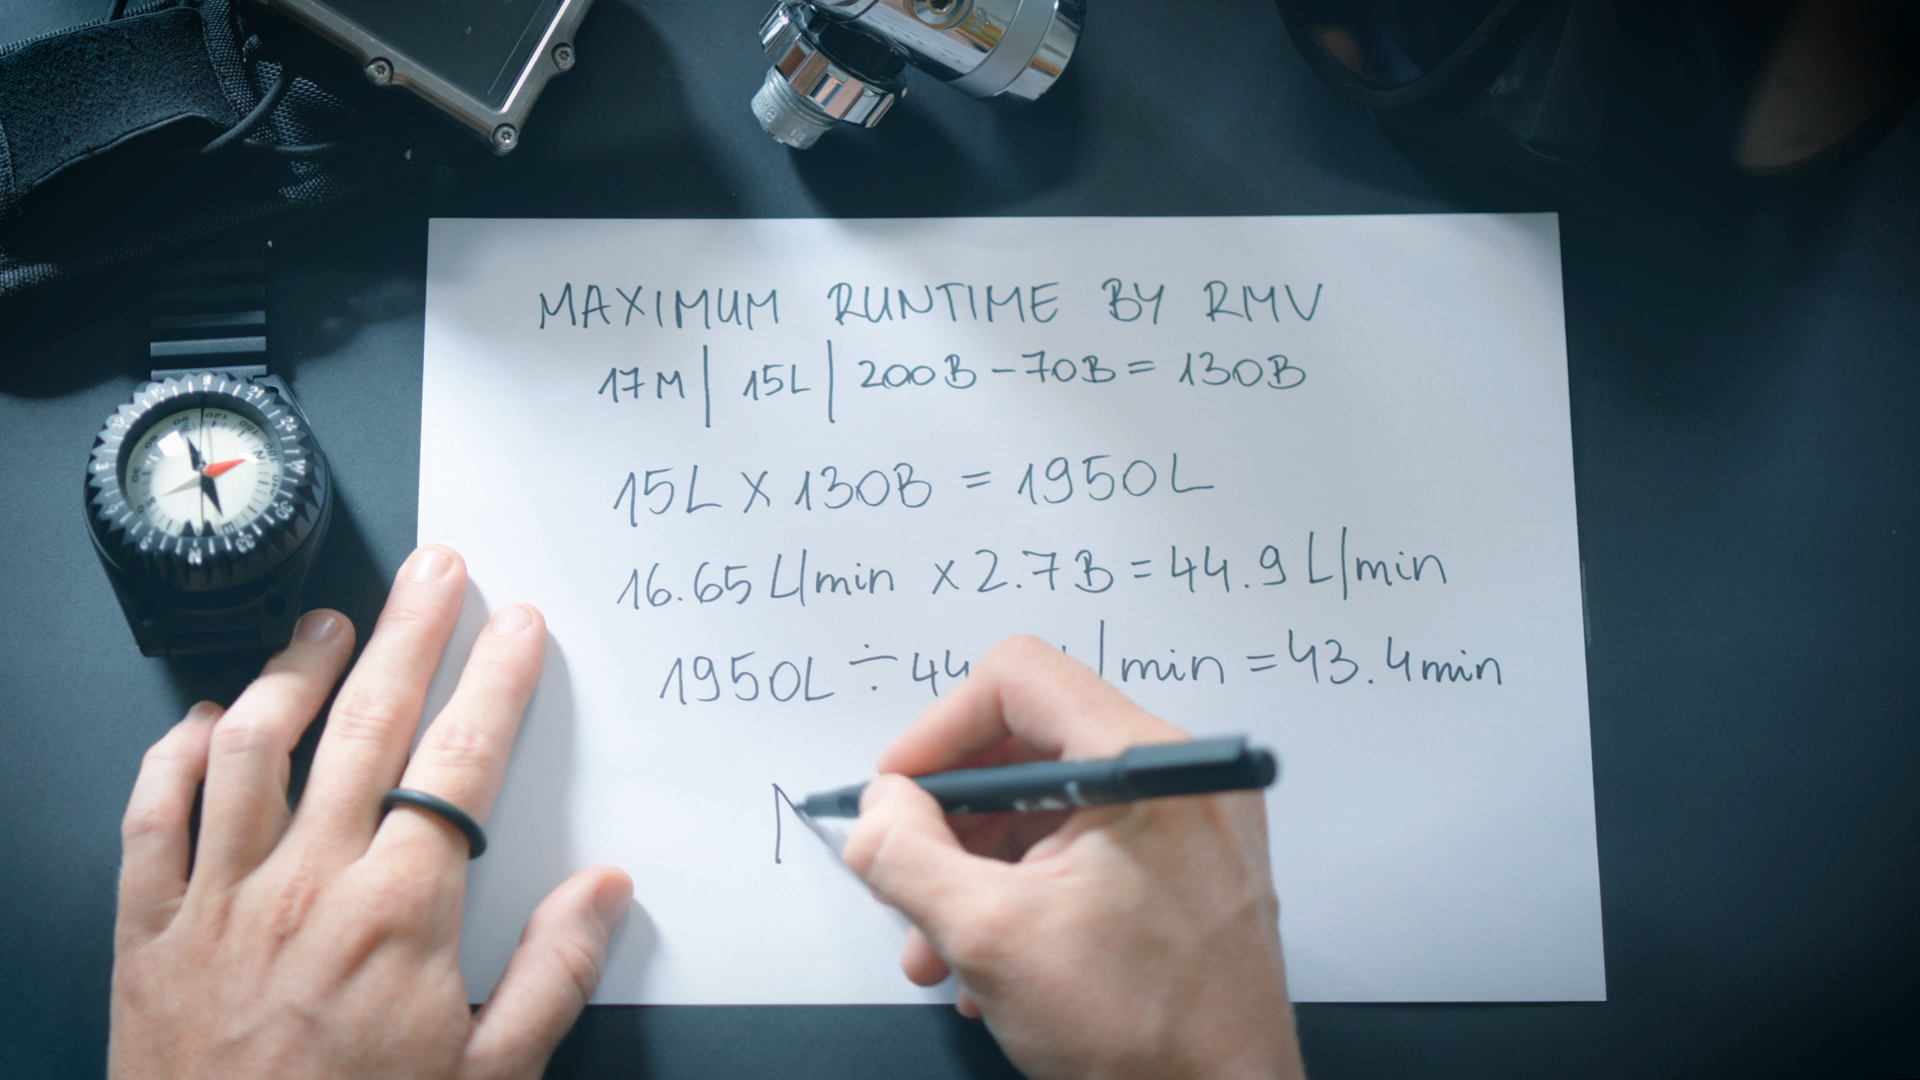 MAXIMUM RUNTIME BY RMV
17M | 15L | 200B - 70B = 130B
15L X 130B = 1950L
16.65 L/min x 2.7B = 44.9 L/min
1950L ÷ 44 /min = 43.4min